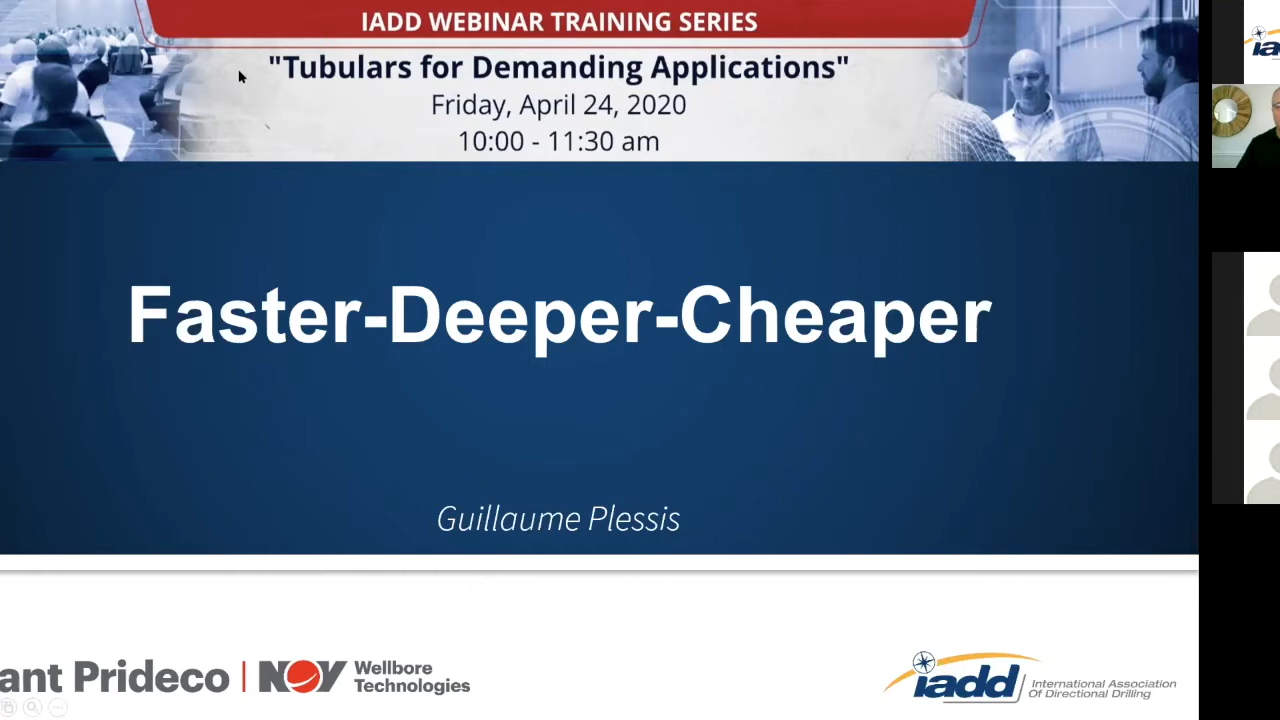 IADD WEBINAR TRAINING SERIES
"Tubulars for Demanding Applications"
Friday, April 24, 2020
10:00 - 11:30 am
Faster-Deeper-Cheaper
Guillaume Plessis
ant Prideco | NOV Wellbore
Technologies
iadd International Association
Of Directional Drilling
ia